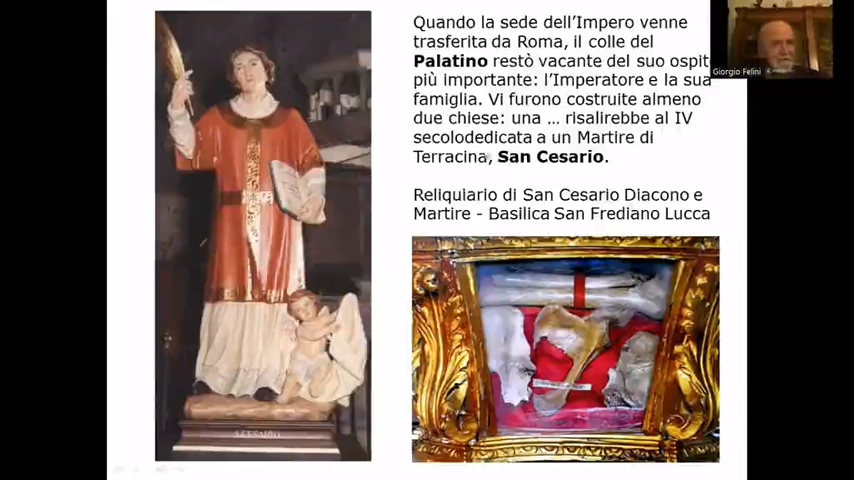 Quando la sede dell'Impero venne
trasferita da Roma, il colle del
Palatino restò vacante del suo ospit
più importante: l'Imperatore e la sua
famiglia. Vi furono costruite almeno
due chiese: una ... risalirebbe al IV
secolodedicata a un Martire di
Terracina, San Cesario.
Reliquiario di San Cesario Diacono e
Martire - Basilica San Frediano Lucca
Giorgio Felini